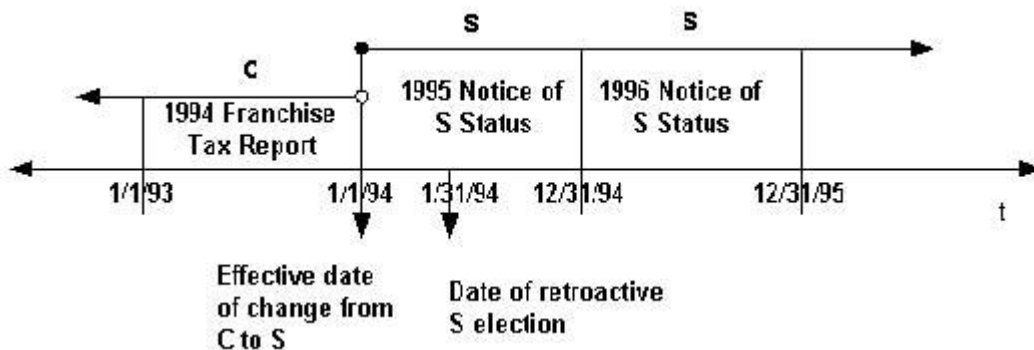 S
S
C
1995 Notice of
S Status
1996 Notice of
S Status
1994 Franchise
Tax Report
1/1/93
1/1/94
1/31/94
12/31/94
12/31/95
t
Effective date
of change from
C to S
Date of retroactive
S election